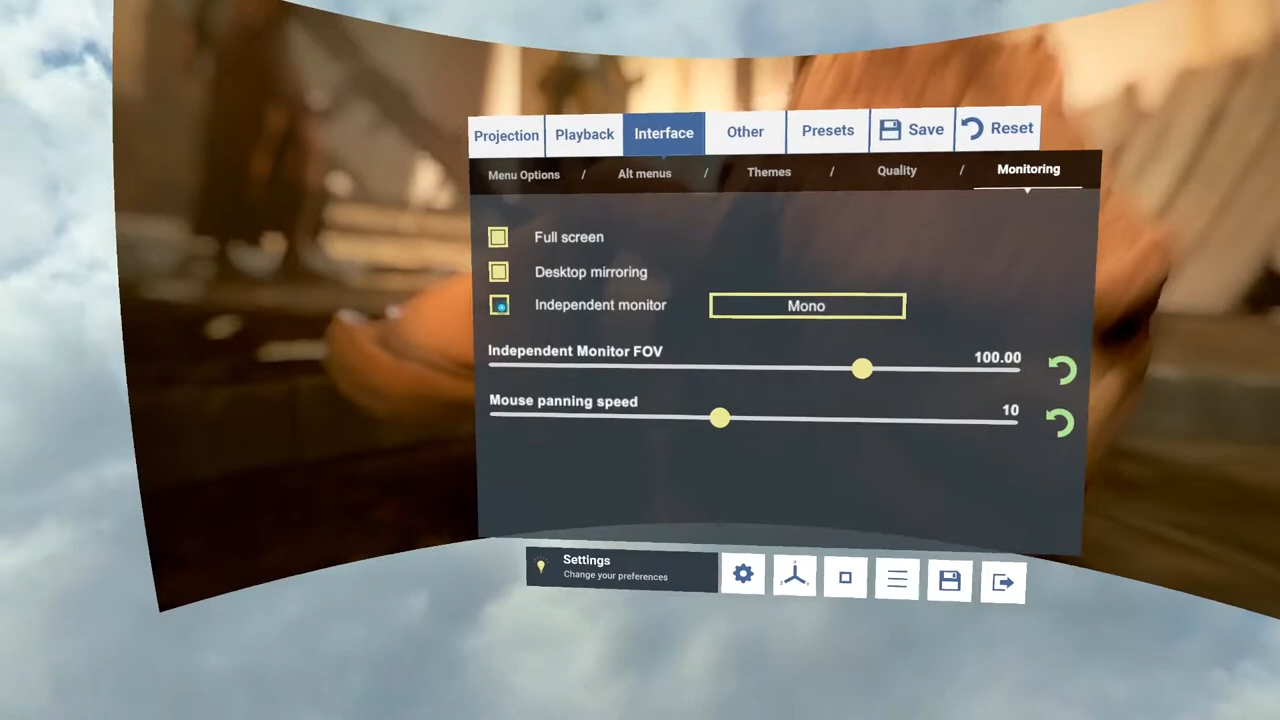 Projection
Playback
Interface
Other
Presets
Save
Reset
Menu Options / Alt menus / Themes / Quality / Monitoring
Full screen
Desktop mirroring
Independent monitor
Mono
Independent Monitor FOV
100.00
Mouse panning speed
10
Settings
Change your preferences